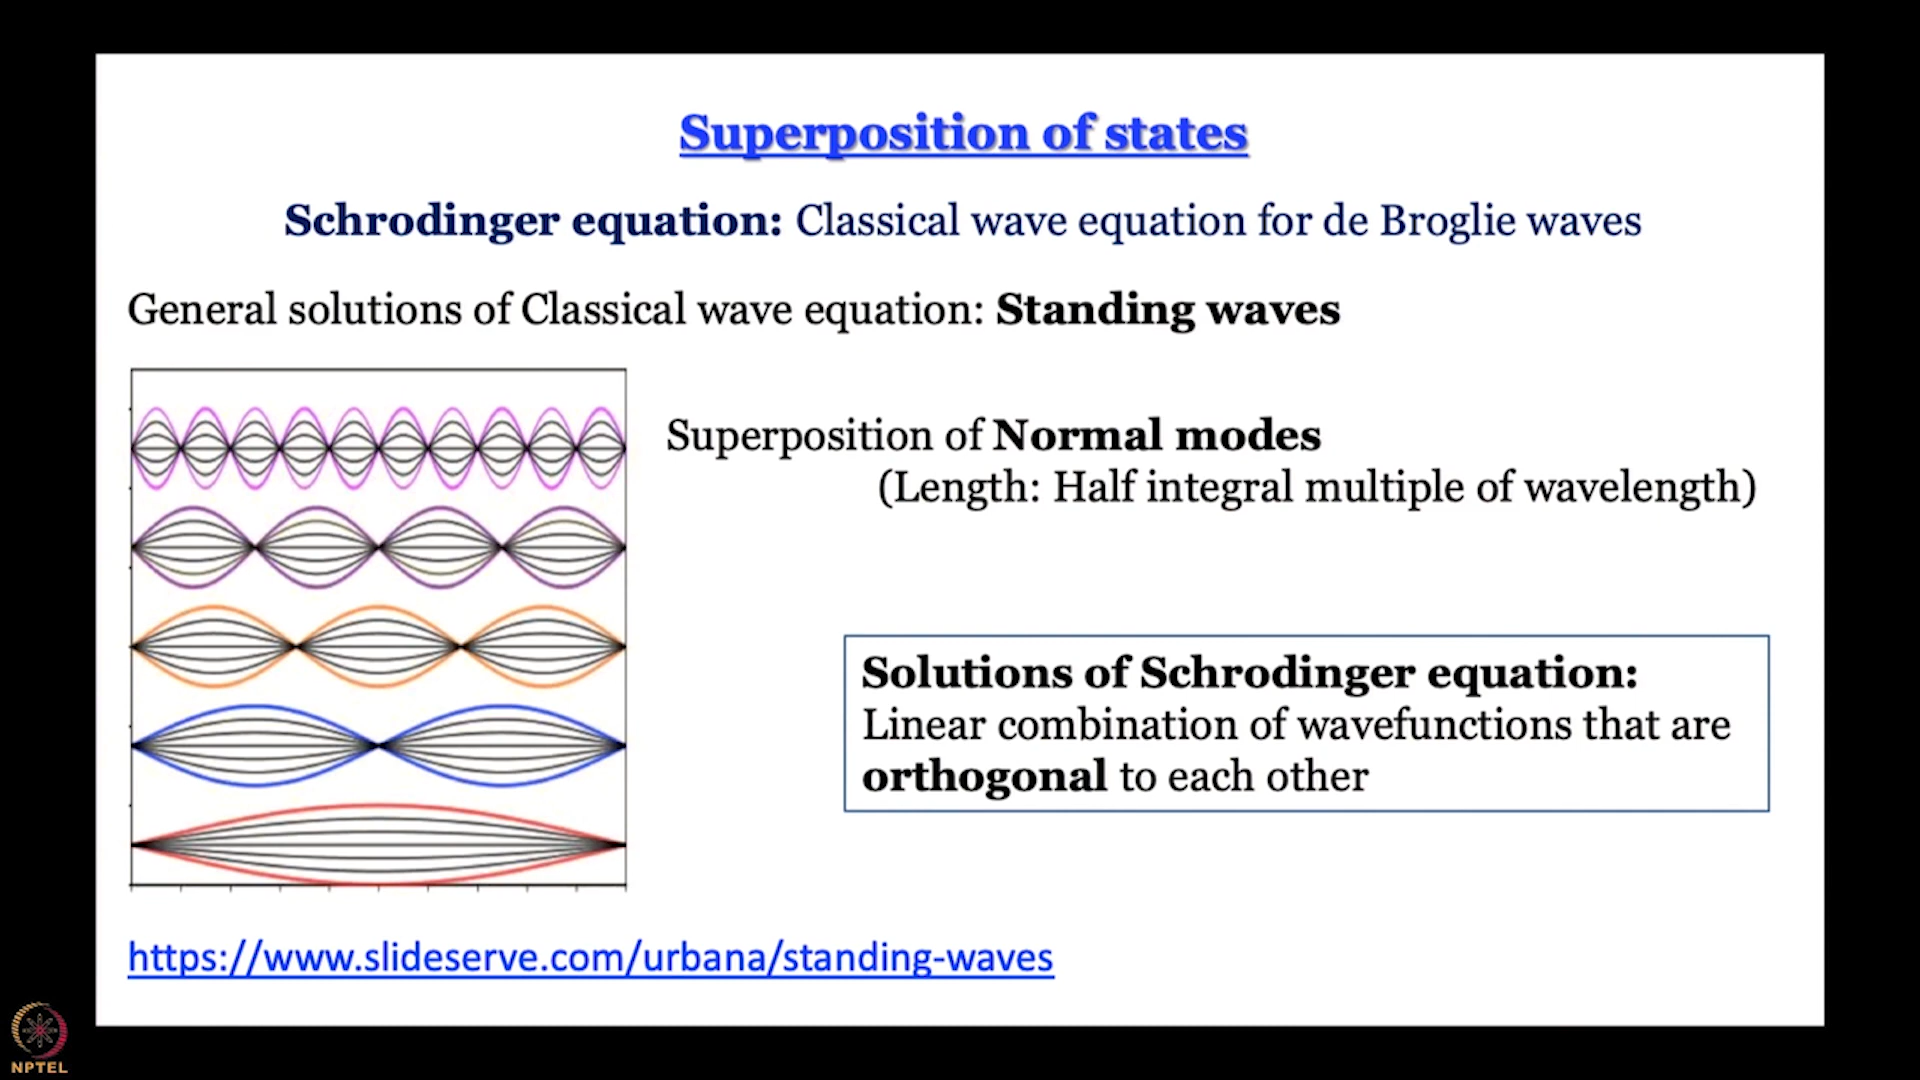 Superposition of states
Schrodinger equation: Classical wave equation for de Broglie waves
General solutions of Classical wave equation: Standing waves
Superposition of Normal modes
(Length: Half integral multiple of wavelength)
Solutions of Schrodinger equation:
Linear combination of wavefunctions that are
orthogonal to each other
https://www.slideserve.com/urbana/standing-waves
NPTEL